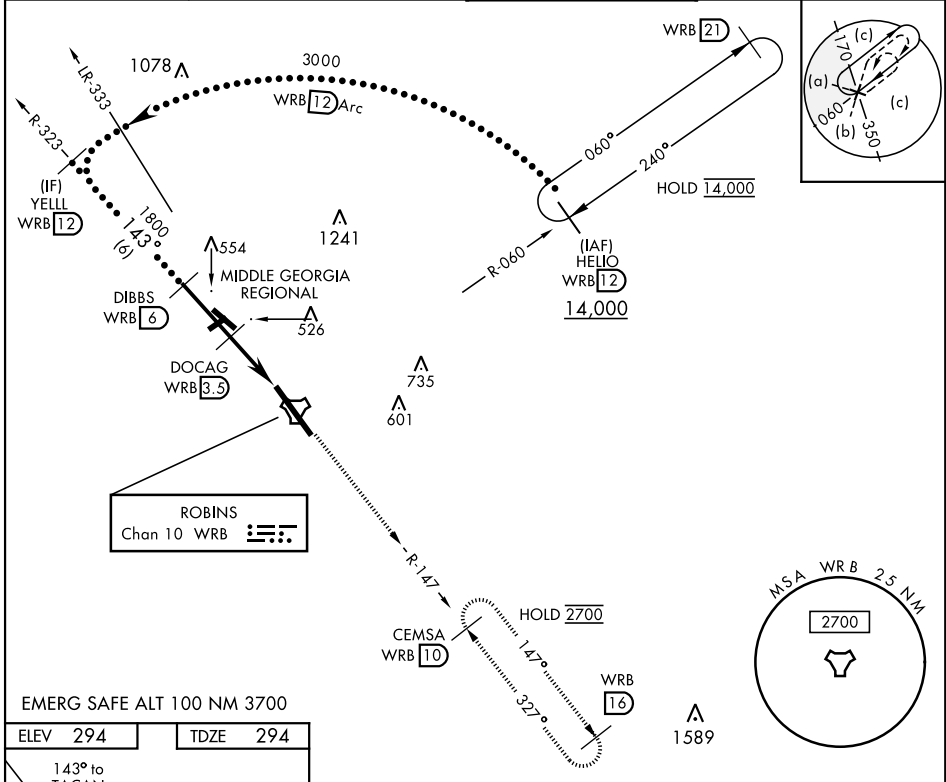 WRB 21
1078
3000
WRB 12 Arc
LR-333
R-323
060°
240°
HOLD 14,000
170
(c)
(a)
(c)
060
(b)
350
(IF)
YELLL
WRB 12
1800
143°
(6)
1241
R-060
(IAF)
HELIO
WRB 12
14,000
554
MIDDLE GEORGIA
REGIONAL
526
DIBBS
WRB 6
DOCAG
WRB 3.5
735
601
ROBINS
Chan 10 WRB
R-147
HOLD 2700
CEMSA
WRB 10
147°
327°
WRB
16
1589
MSA WRB 25 NM
2700
EMERG SAFE ALT 100 NM 3700
ELEV 294
TDZE 294
143° to
TACAN